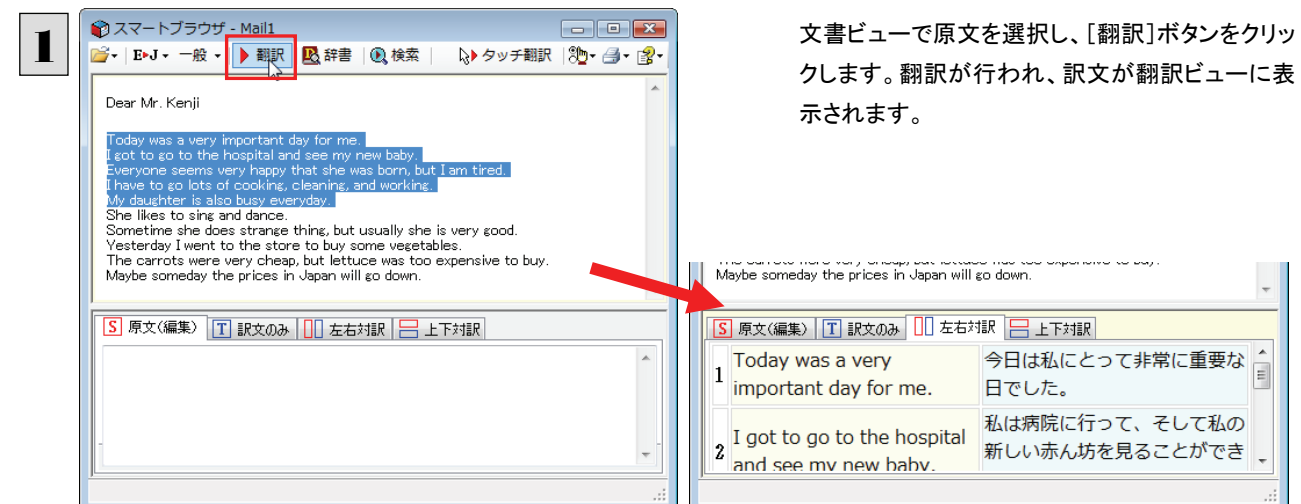 1
スマートブラウザ - Mail1
E▶J 一般 翻訳 辞書 検索 タッチ翻訳
Dear Mr. Kenji
Today was a very important day for me.
I got to go to the hospital and see my new baby.
Everyone seems very happy that she was born, but I am tired.
I have to go lots of cooking, cleaning, and working.
My daughter is also busy everyday.
She likes to sing and dance.
Sometime she does strange thing, but usually she is very good.
Yesterday I went to the store to buy some vegetables.
The carrots were very cheap, but lettuce was too expensive to buy.
Maybe someday the prices in Japan will go down.
S 原文(編集) T 訳文のみ 左右対訳 上下対訳
文書ビューで原文を選択し、[翻訳]ボタンをクリッ
クします。翻訳が行われ、訳文が翻訳ビューに表
示されます。
The carrots were very cheap, but lettuce was too expensive to buy.
Maybe someday the prices in Japan will go down.
S 原文(編集) T 訳文のみ 左右対訳 上下対訳
1
Today was a very
important day for me.
今日は私にとって非常に重要な
日でした。
2
I got to go to the hospital
and see my new baby.
私は病院に行って、そして私の
新しい赤ん坊を見ることができ